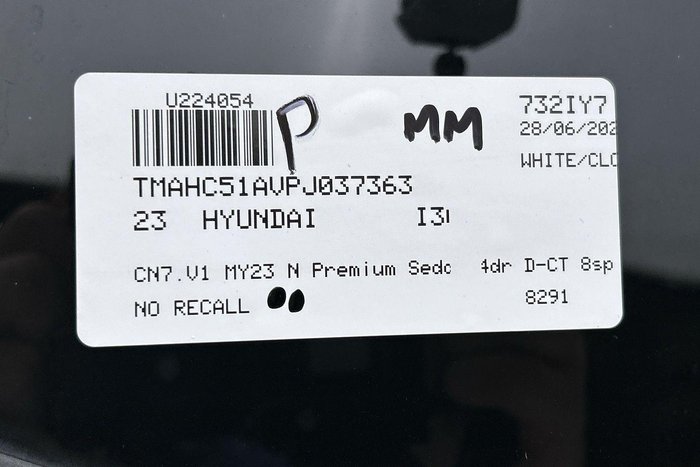 U224054
P
MM
732IY7
28/06/202
WHITE/CLO
TMAHC51AVPJ037363
23 HYUNDAI I3
CN7.V1 MY23 N Premium Seda 4dr D-CT 8sp
NO RECALL
8291